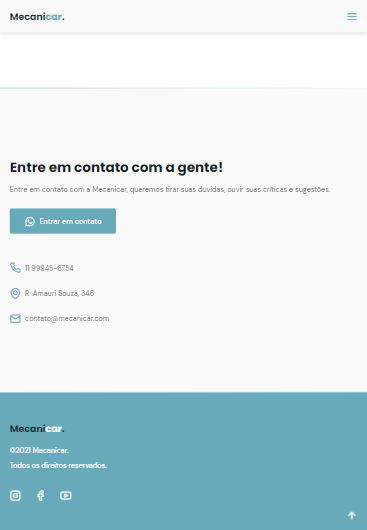 Mecanicar.
Entre em contato com a gente!
Entre em contato com a Mecanicar, queremos tirar suas dúvidas, ouvir suas críticas e sugestões.
Entrar em contato
11 99845-6754
R. Amauri Souza, 346
contato@mecanicar.com
Mecanicar.
©2021 Mecanicar.
Todos os direitos reservados.